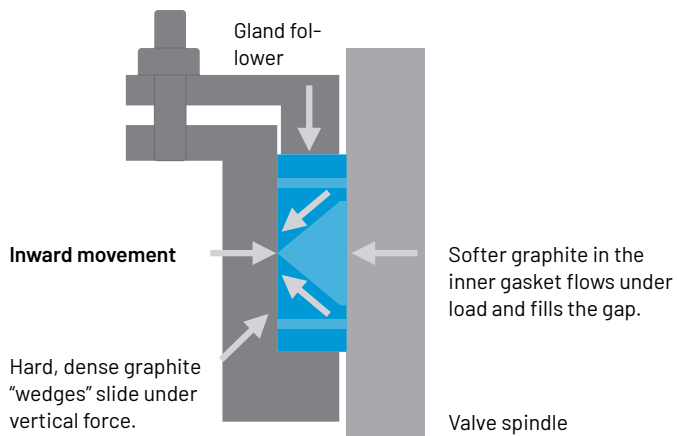 Gland fol-
lower
Inward movement
Softer graphite in the
inner gasket flows under
load and fills the gap.
Hard, dense graphite
“wedges” slide under
vertical force.
Valve spindle